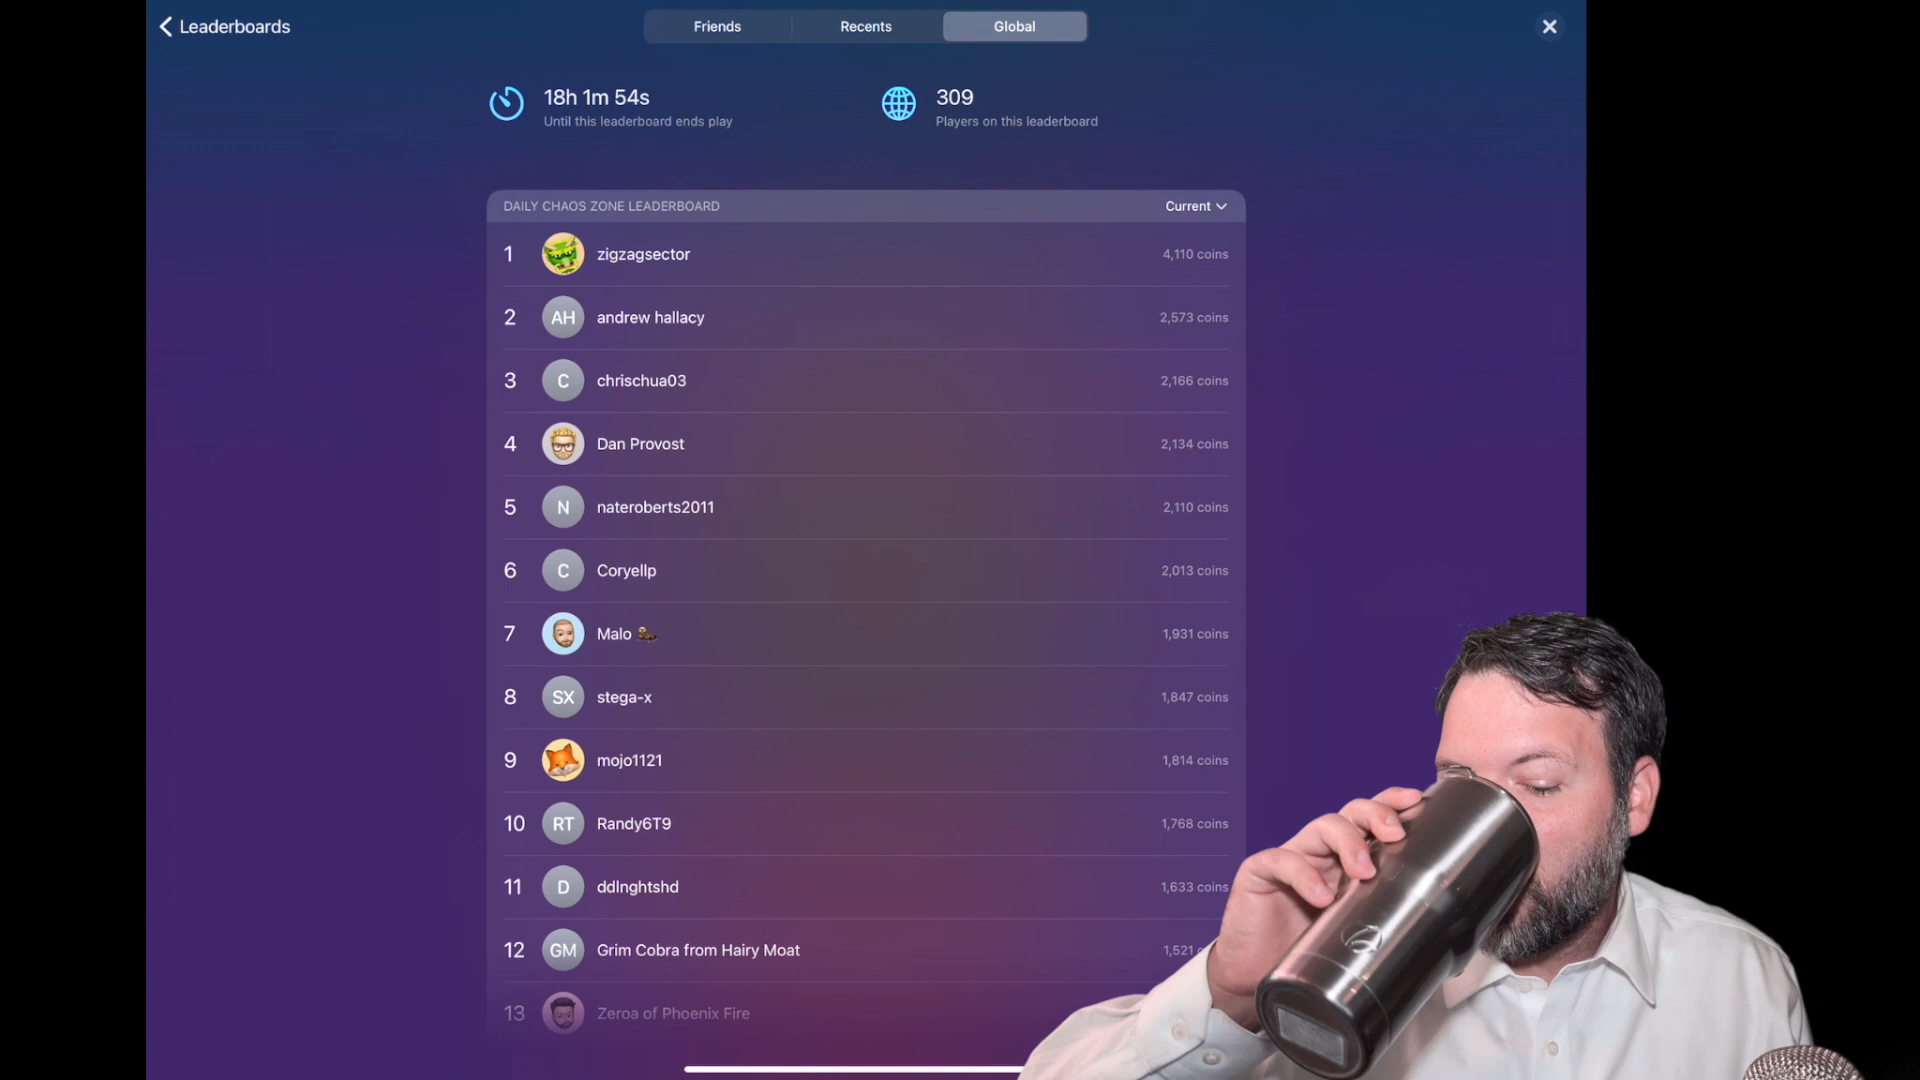 Leaderboards
Friends
Recents
Global
18h 1m 54s
Until this leaderboard ends play
309
Players on this leaderboard
DAILY CHAOS ZONE LEADERBOARD
Current
1 zigzagsector 4,110 coins
2 AH andrew hallacy 2,573 coins
3 C chrischua03 2,166 coins
4 Dan Provost 2,134 coins
5 N nateroberts2011 2,110 coins
6 C Coryellp 2,013 coins
7 Malo 🦦 1,931 coins
8 SX stega-x 1,847 coins
9 mojo1121 1,814 coins
10 RT Randy6T9 1,768 coins
11 D ddlnghtshd 1,633 coins
12 GM Grim Cobra from Hairy Moat 1,521
13 Zeroa of Phoenix Fire